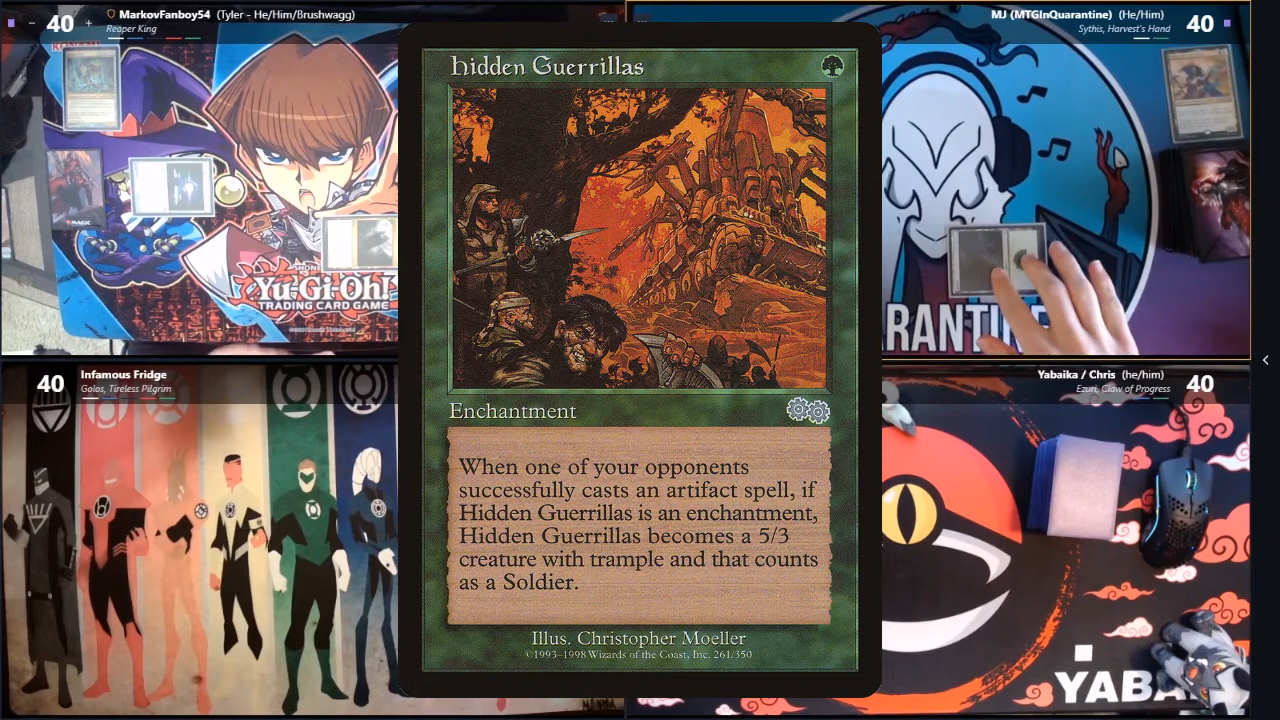 40
MarkovFanboy54 (Tyler - He/Him/Brushwagg)
Reaper King
MJ (MTGInQuarantine) (He/Him)
Sythis, Harvest's Hand
40
KONAMI
MAGIC
SHONEN
Yu-Gi-Oh!
TRADING CARD GAME
Hidden Guerrillas
Enchantment
When one of your opponents
successfully casts an artifact spell, if
Hidden Guerrillas is an enchantment,
Hidden Guerrillas becomes a 5/3
creature with trample and that counts
as a Soldier.
Illus. Christopher Moeller
©1993–1998 Wizards of the Coast, Inc. 261/350
40
Infamous Fridge
Golos, Tireless Pilgrim
Yabaika / Chris (he/him)
Ezuri, Claw of Progress
40
YABA